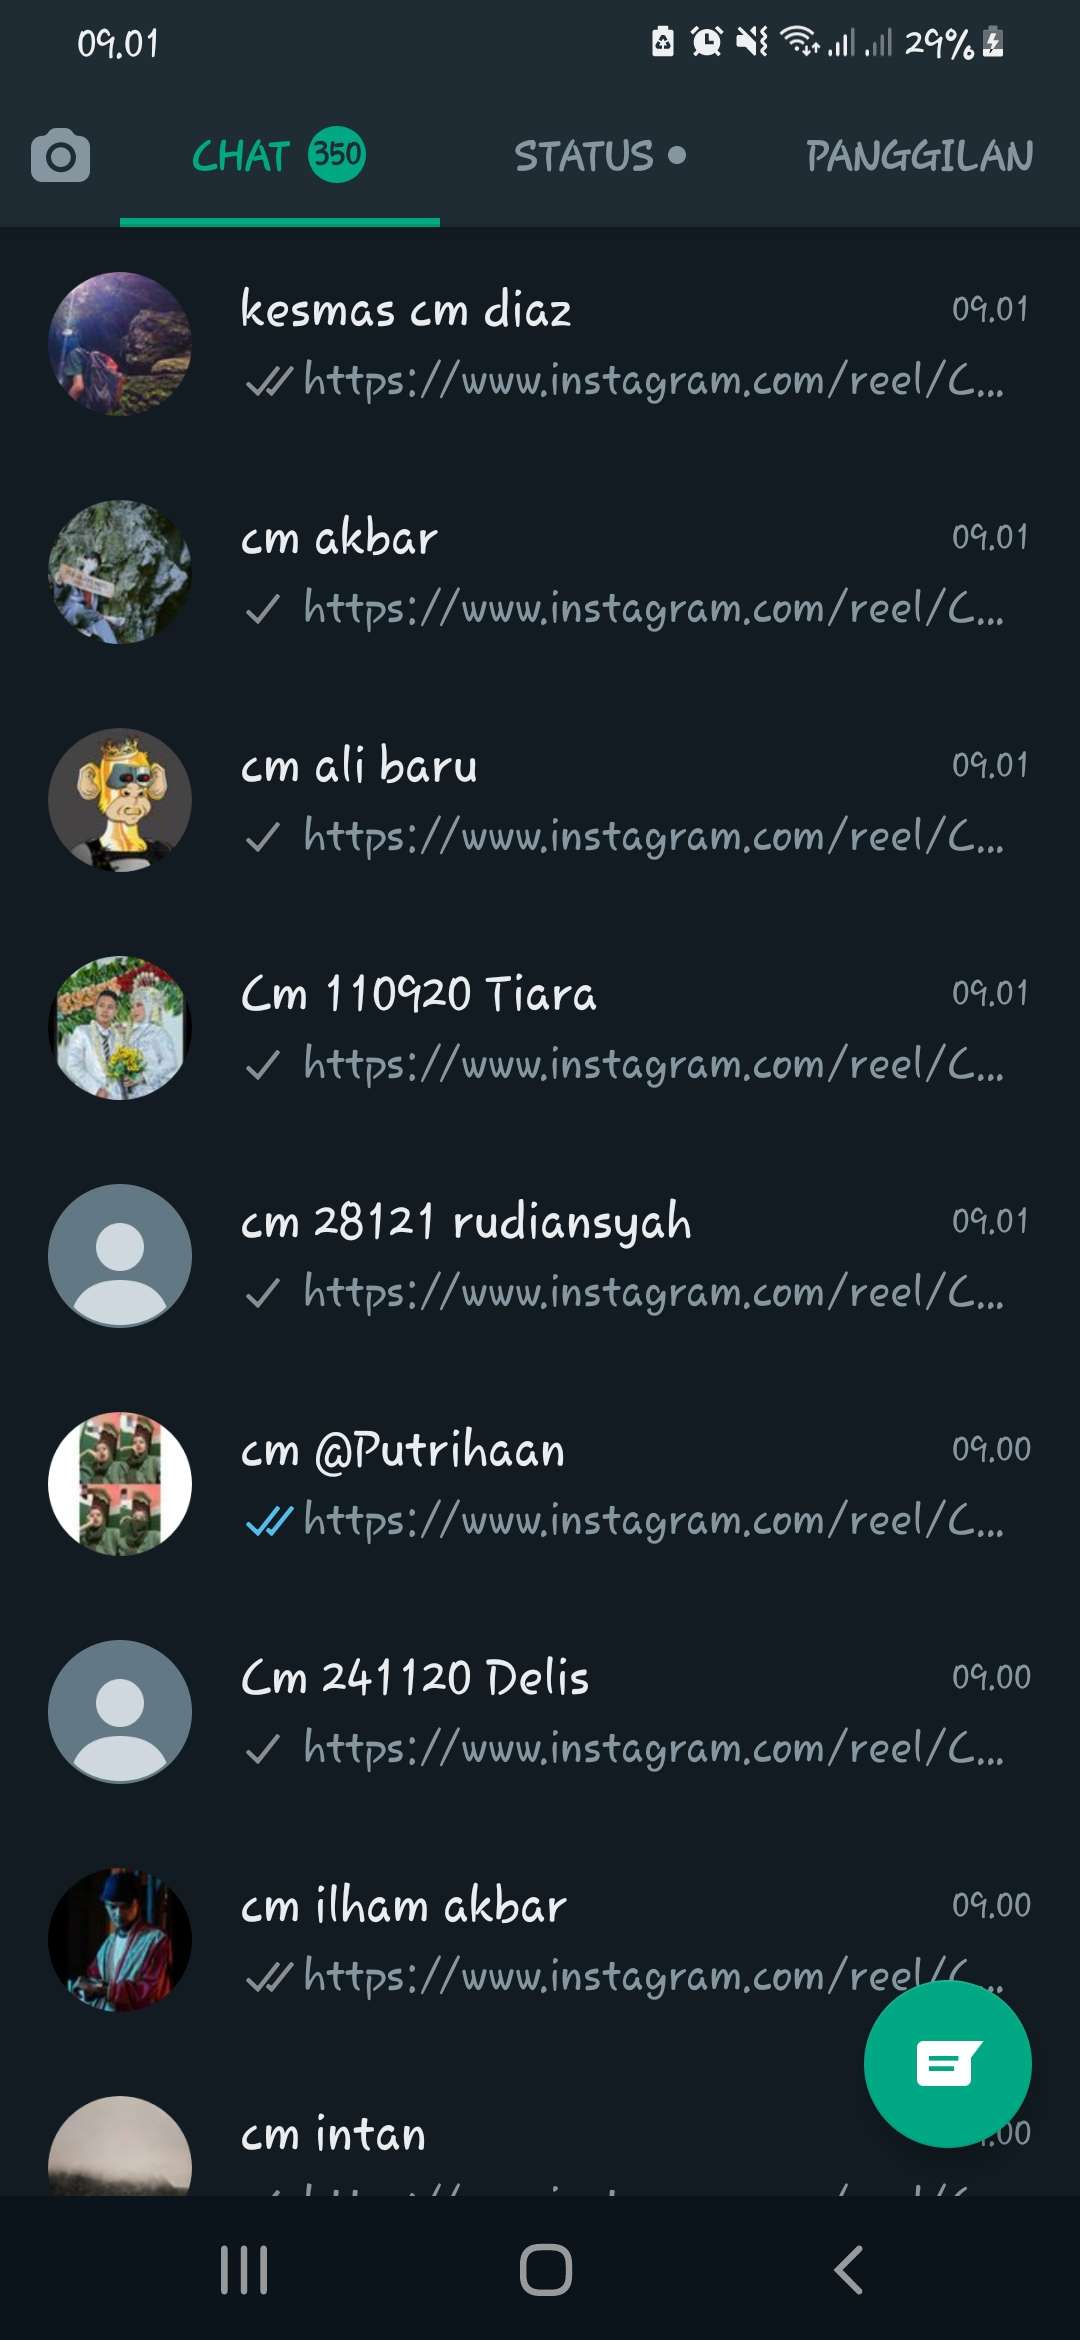 09.01 29%
CHAT 350 STATUS PANGGILAN
kesmas cm diaz 09.01
https://www.instagram.com/reel/C...
cm akbar 09.01
https://www.instagram.com/reel/C...
cm ali baru 09.01
https://www.instagram.com/reel/C...
Cm 110920 Tiara 09.01
https://www.instagram.com/reel/C...
cm 28121 rudiansyah 09.01
https://www.instagram.com/reel/C...
cm @Putrihaan 09.00
https://www.instagram.com/reel/C...
Cm 241120 Delis 09.00
https://www.instagram.com/reel/C...
cm ilham akbar 09.00
https://www.instagram.com/reel/C...
cm intan